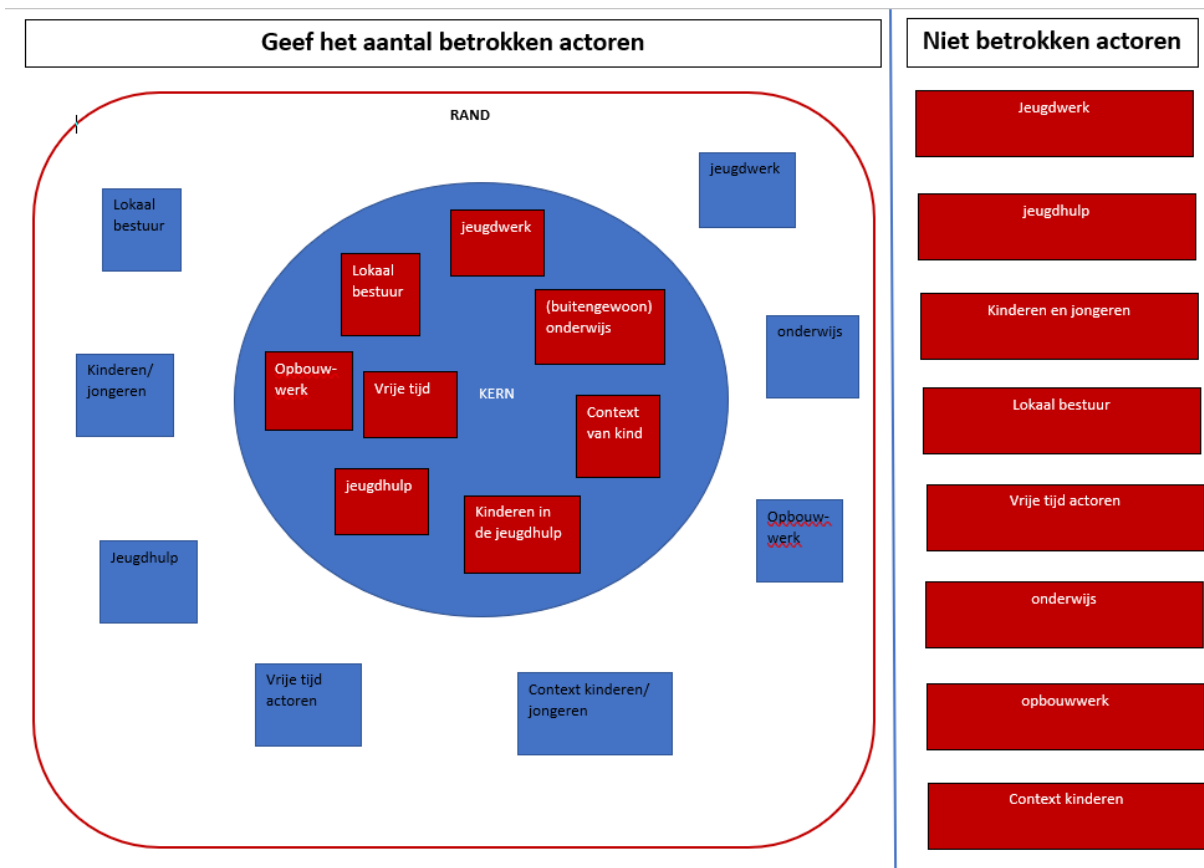 Geef het aantal betrokken actoren
Niet betrokken actoren
RAND
Lokaal
bestuur
Kinderen/
jongeren
Jeugdhulp
Vrije tijd
actoren
Context kinderen/
jongeren
jeugdwerk
onderwijs
Opbouw-
werk
jeugdwerk
Lokaal
bestuur
(buitengewoon)
onderwijs
Opbouw-
werk
Vrije tijd
KERN
Context
van kind
jeugdhulp
Kinderen in
de jeugdhulp
Jeugdwerk
jeugdhulp
Kinderen en jongeren
Lokaal bestuur
Vrije tijd actoren
onderwijs
opbouwwerk
Context kinderen